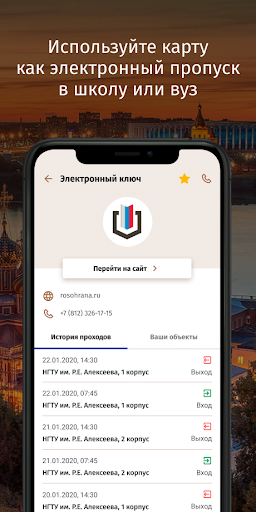 Используйте карту
как электронный пропуск
в школу или вуз
Электронный ключ
Перейти на сайт
rosohrana.ru
+7 (812) 326-17-15
История проходов
Ваши объекты
22.01.2020, 14:30
НГТУ им. Р.Е. Алексеева, 1 корпус
Выход
22.01.2020, 07:45
НГТУ им. Р.Е. Алексеева, 1 корпус
Вход
21.01.2020, 14:30
НГТУ им. Р.Е. Алексеева, 2 корпус
Выход
21.01.2020, 07:45
НГТУ им. Р.Е. Алексеева, 2 корпус
Вход
20.01.2020, 14:30
НГТУ им. Р.Е. Алексеева, 1 корпус
Выход